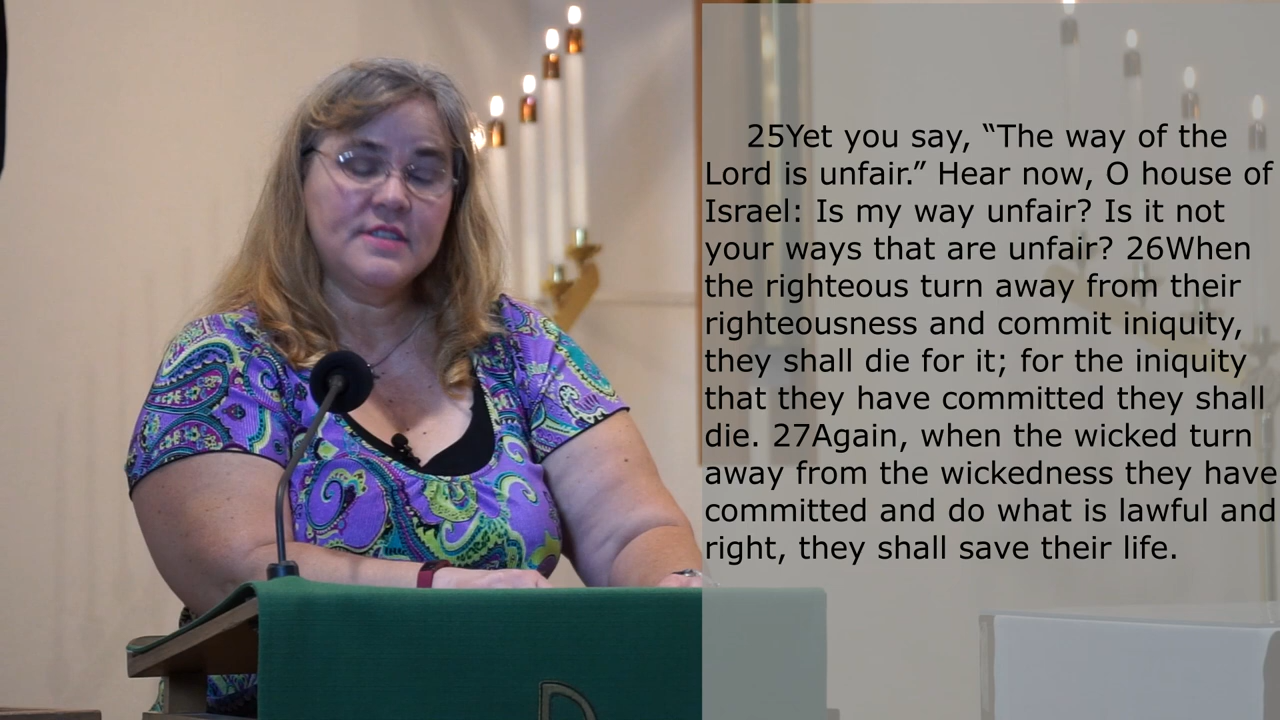 25Yet you say, “The way of the
Lord is unfair.” Hear now, O house of
Israel: Is my way unfair? Is it not
your ways that are unfair? 26When
the righteous turn away from their
righteousness and commit iniquity,
they shall die for it; for the iniquity
that they have committed they shall
die. 27Again, when the wicked turn
away from the wickedness they have
committed and do what is lawful and
right, they shall save their life.